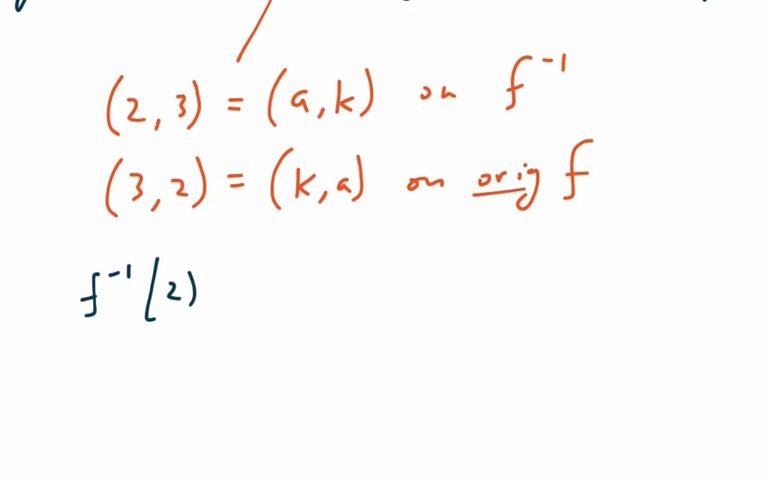 (2,3) = (a,k) on f⁻¹
(3,2) = (k,a) on orig f
f⁻¹(2)